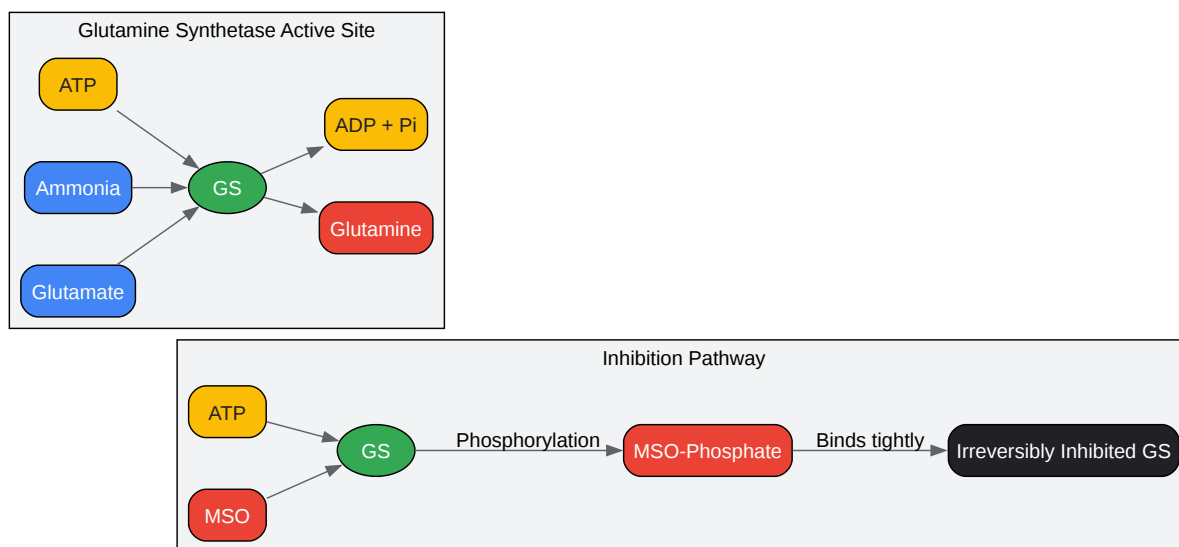 Glutamine Synthetase Active Site
ATP
ADP + Pi
Ammonia
GS
Glutamine
Glutamate
Inhibition Pathway
ATP
GS
Phosphorylation
MSO-Phosphate
Binds tightly
Irreversibly Inhibited GS
MSO